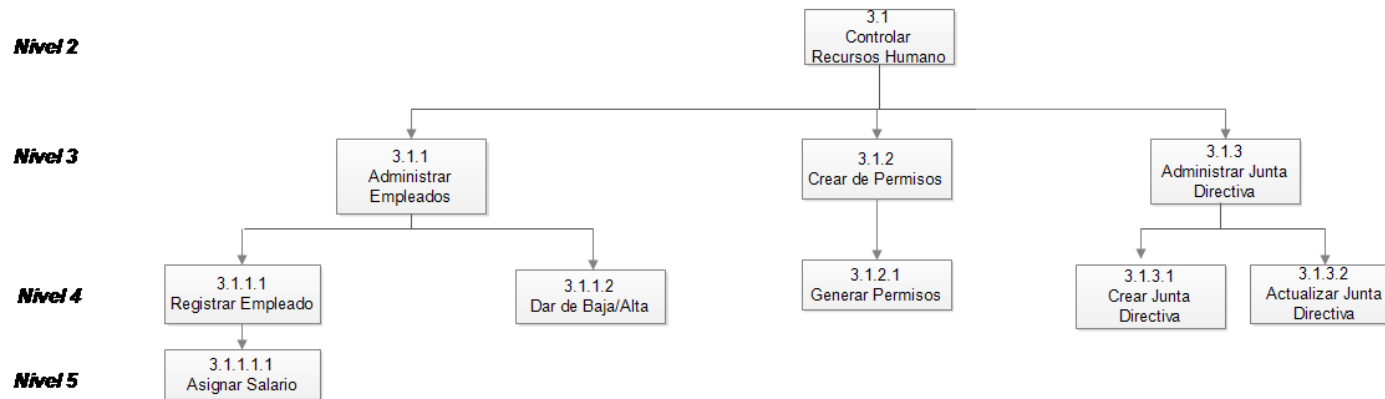 Nivel 2
3.1
Controlar
Recursos Humano
Nivel 3
3.1.1
Administrar
Empleados
3.1.2
Crear de Permisos
3.1.3
Administrar Junta
Directiva
Nivel 4
3.1.1.1
Registrar Empleado
3.1.1.2
Dar de Baja/Alta
3.1.2.1
Generar Permisos
3.1.3.1
Crear Junta
Directiva
3.1.3.2
Actualizar Junta
Directiva
Nivel 5
3.1.1.1.1
Asignar Salario